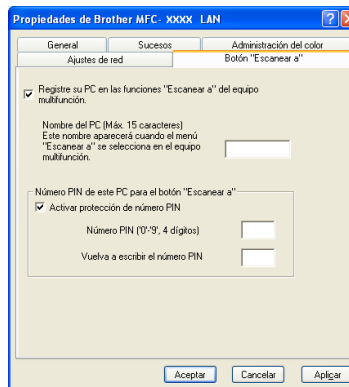 Propiedades de Brother MFC- XXXX LAN
General
Sucesos
Administración del color
Ajustes de red
Botón "Escanear a"
Registre su PC en las funciones "Escanear a" del equipo
multifunción.
Nombre del PC (Máx. 15 caracteres)
Este nombre aparecerá cuando el menú
"Escanear a" se selecciona en el equipo
multifunción.
Número PIN de este PC para el botón "Escanear a"
Activar protección de número PIN
Número PIN ('0'-'9', 4 dígitos)
Vuelva a escribir el número PIN
Aceptar
Cancelar
Aplicar